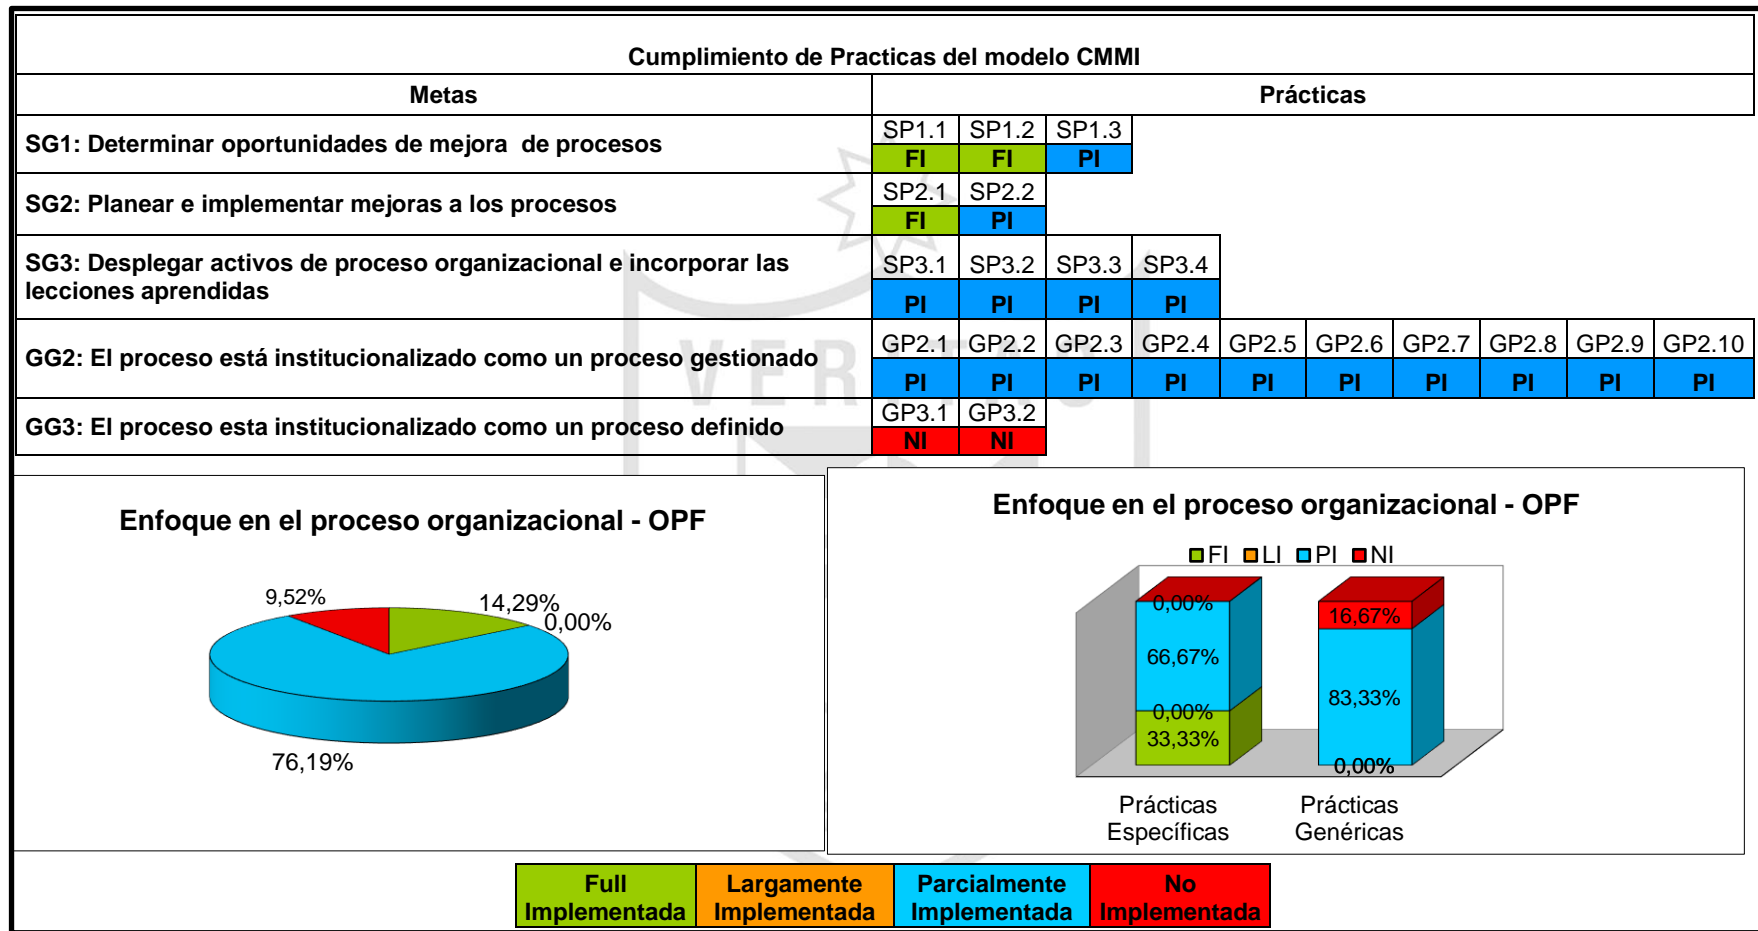 Cumplimiento de Practicas del modelo CMMI
Metas Prácticas
SG1: Determinar oportunidades de mejora de procesos
SP1.1 SP1.2 SP1.3
FI FI PI
SG2: Planear e implementar mejoras a los procesos
SP2.1 SP2.2
FI PI
SG3: Desplegar activos de proceso organizacional e incorporar las
lecciones aprendidas
SP3.1 SP3.2 SP3.3 SP3.4
PI PI PI PI
GG2: El proceso está institucionalizado como un proceso gestionado
GP2.1 GP2.2 GP2.3 GP2.4 GP2.5 GP2.6 GP2.7 GP2.8 GP2.9 GP2.10
PI PI PI PI PI PI PI PI PI PI
GG3: El proceso esta institucionalizado como un proceso definido
GP3.1 GP3.2
NI NI
Enfoque en el proceso organizacional - OPF
9,52%
14,29%
0,00%
76,19%
Enfoque en el proceso organizacional - OPF
FI LI PI NI
0,00%
66,67%
0,00%
33,33%
16,67%
83,33%
0,00%
Prácticas
Específicas
Prácticas
Genéricas
Full
Implementada
Largamente
Implementada
Parcialmente
Implementada
No
Implementada